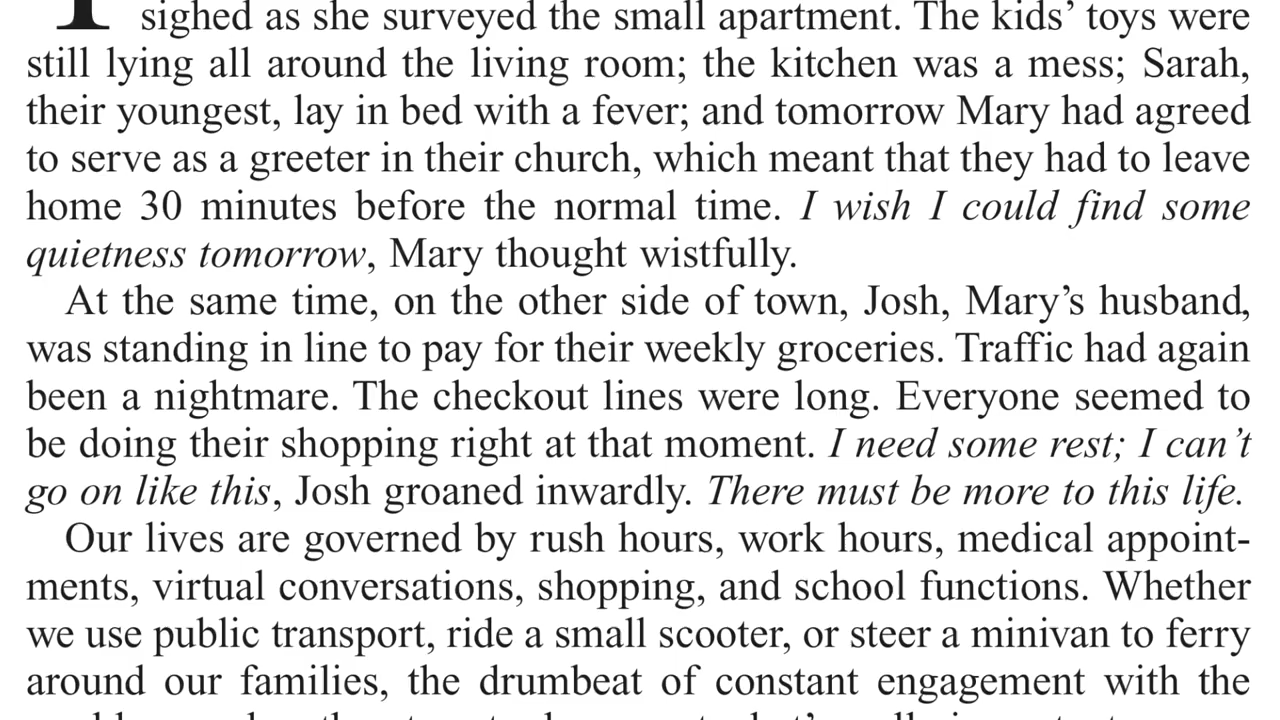 sighed as she surveyed the small apartment. The kids’ toys were
still lying all around the living room; the kitchen was a mess; Sarah,
their youngest, lay in bed with a fever; and tomorrow Mary had agreed
to serve as a greeter in their church, which meant that they had to leave
home 30 minutes before the normal time. I wish I could find some
quietness tomorrow, Mary thought wistfully.
At the same time, on the other side of town, Josh, Mary’s husband,
was standing in line to pay for their weekly groceries. Traffic had again
been a nightmare. The checkout lines were long. Everyone seemed to
be doing their shopping right at that moment. I need some rest; I can’t
go on like this, Josh groaned inwardly. There must be more to this life.
Our lives are governed by rush hours, work hours, medical appoint-
ments, virtual conversations, shopping, and school functions. Whether
we use public transport, ride a small scooter, or steer a minivan to ferry
around our families, the drumbeat of constant engagement with the